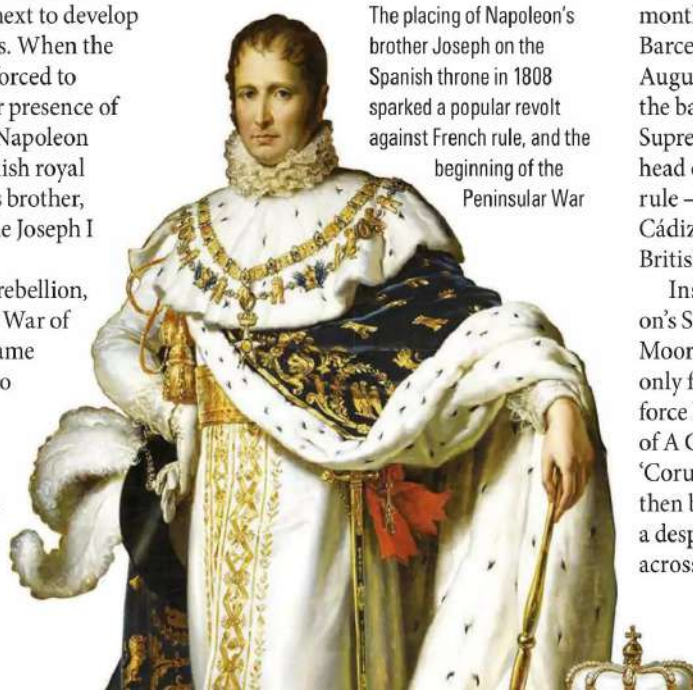 next to develop
s. When the
forced to
r presence of
Napoleon
ish royal
s brother,
e Joseph I
rebellion,
War of
ame
o
The placing of Napoleon's
brother Joseph on the
Spanish throne in 1808
sparked a popular revolt
against French rule, and the
beginning of the
Peninsular War
mont
Barce
Augu
the ba
Supre
head o
rule –
Cádiz
Britis
Ins
on's S
Moor
only f
force
of A C
'Coru
then b
a desp
across